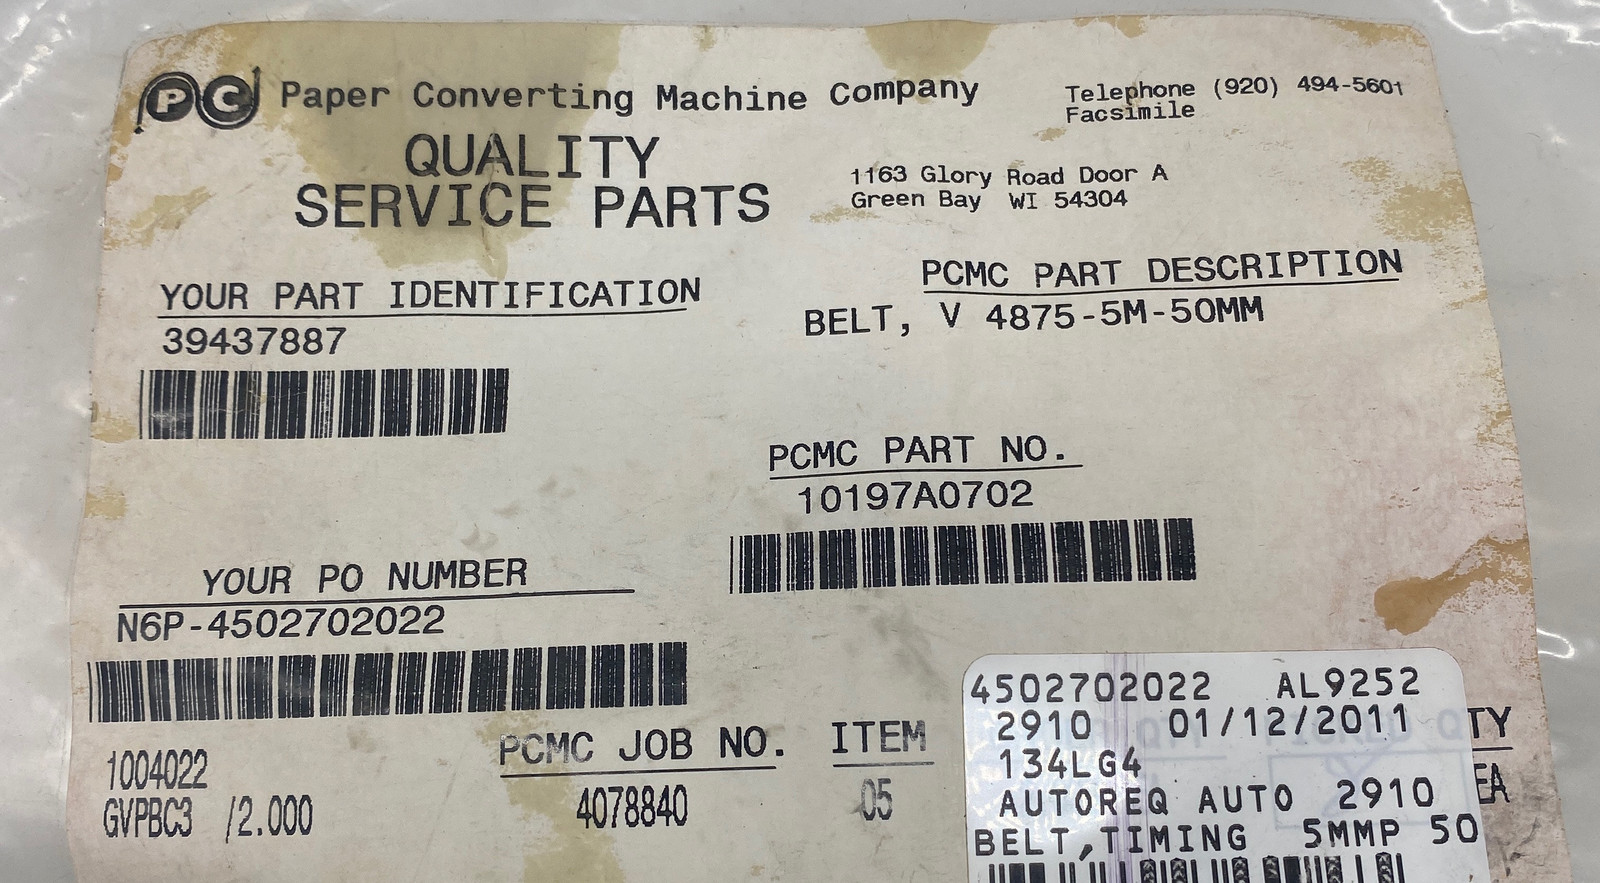 PC Paper Converting Machine Company
Telephone (920) 494-5601
Facsimile
QUALITY
SERVICE PARTS
1163 Glory Road Door A
Green Bay WI 54304
YOUR PART IDENTIFICATION
39437887
PCMC PART DESCRIPTION
BELT, V 4875-5M-50MM
PCMC PART NO.
10197A0702
YOUR PO NUMBER
N6P-4502702022
1004022
GVPBC3 /2.000
PCMC JOB NO.
4078840
ITEM
05
TY
EA
4502702022 AL9252
2910 01/12/2011
134LG4
AUTOREQ AUTO 2910
BELT,TIMING 5MMP 50